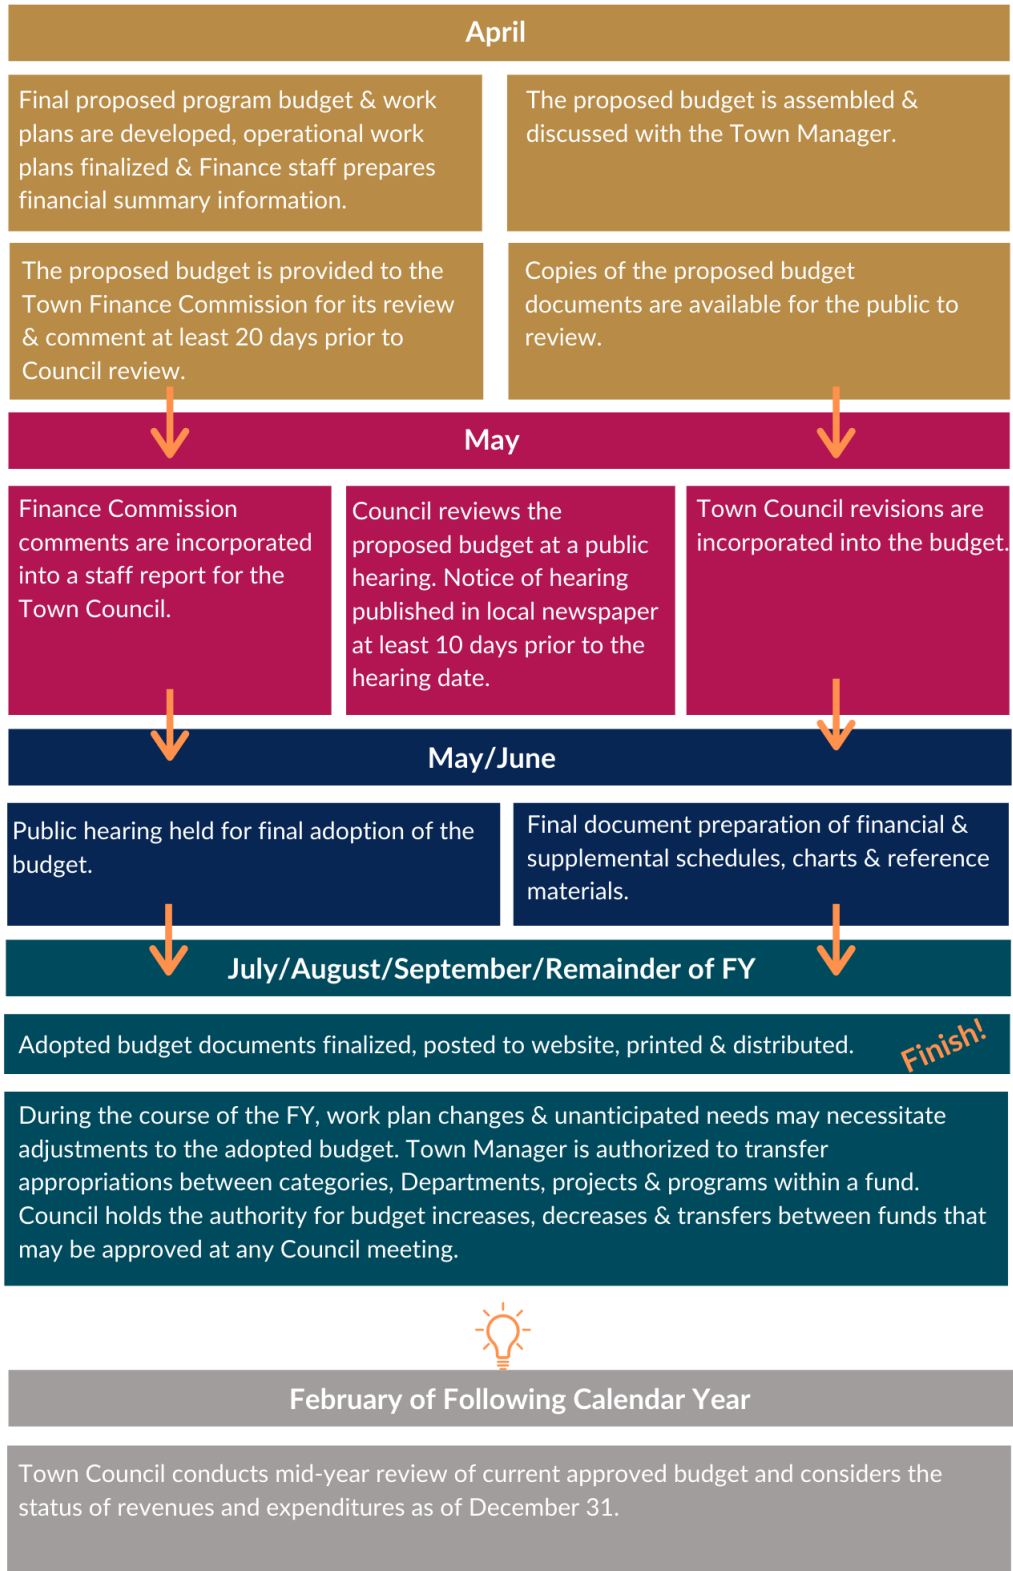 April
Final proposed program budget & work
plans are developed, operational work
plans finalized & Finance staff prepares
financial summary information.
The proposed budget is assembled &
discussed with the Town Manager.
The proposed budget is provided to the
Town Finance Commission for its review
& comment at least 20 days prior to
Council review.
Copies of the proposed budget
documents are available for the public to
review.
May
Finance Commission
comments are incorporated
into a staff report for the
Town Council.
Council reviews the
proposed budget at a public
hearing. Notice of hearing
published in local newspaper
at least 10 days prior to the
hearing date.
Town Council revisions are
incorporated into the budget.
May/June
Public hearing held for final adoption of the
budget.
Final document preparation of financial &
supplemental schedules, charts & reference
materials.
July/August/September/Remainder of FY
Adopted budget documents finalized, posted to website, printed & distributed.
Finish!
During the course of the FY, work plan changes & unanticipated needs may necessitate
adjustments to the adopted budget. Town Manager is authorized to transfer
appropriations between categories, Departments, projects & programs within a fund.
Council holds the authority for budget increases, decreases & transfers between funds that
may be approved at any Council meeting.
February of Following Calendar Year
Town Council conducts mid-year review of current approved budget and considers the
status of revenues and expenditures as of December 31.